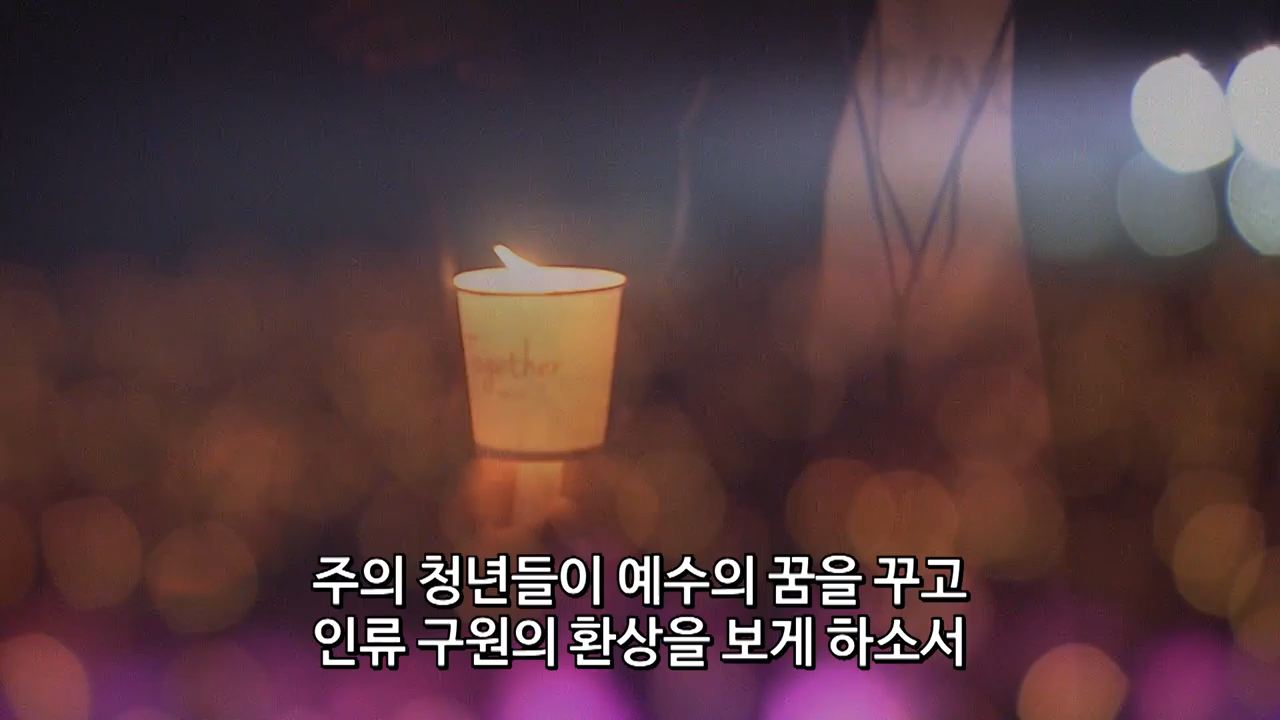 Together
주의 청년들이 예수의 꿈을 꾸고
인류 구원의 환상을 보게 하소서